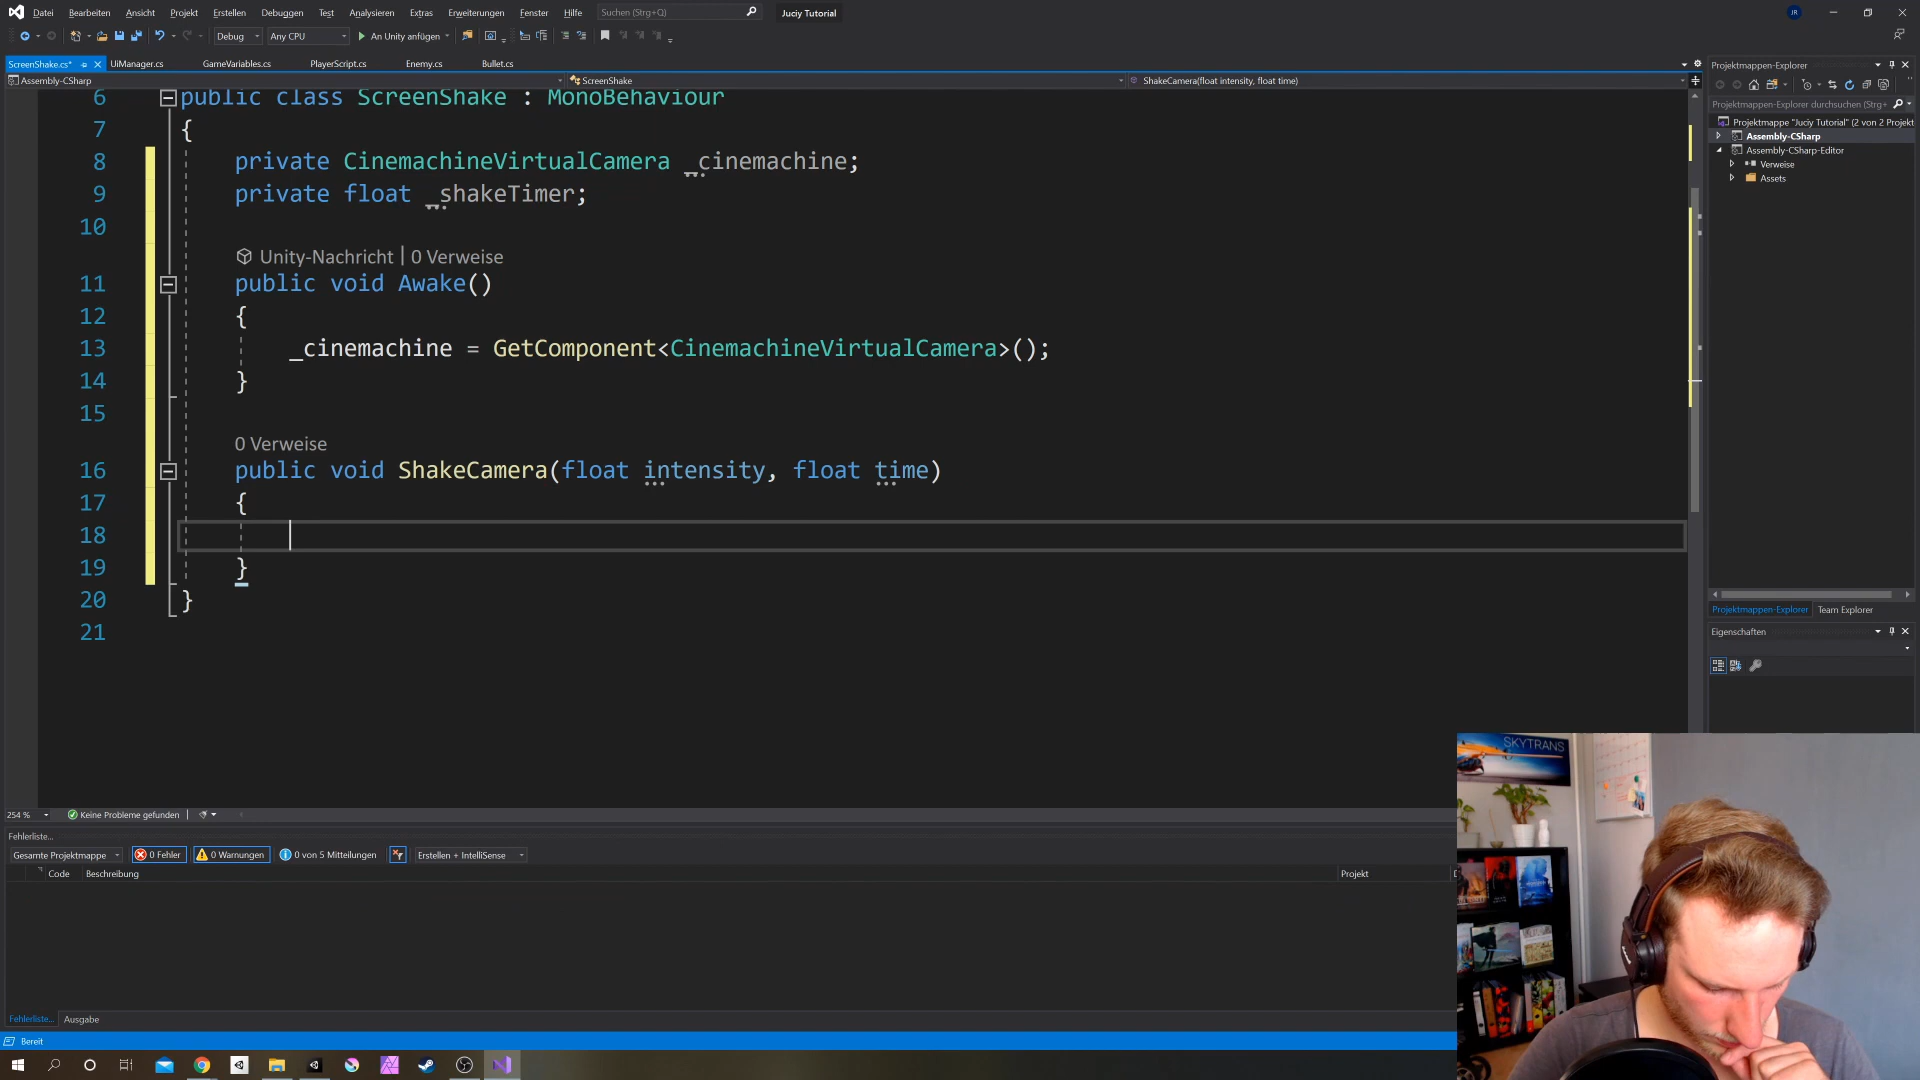 Datei Bearbeiten Ansicht Projekt Erstellen Debuggen Test Analysieren Extras Erweiterungen Fenster Hilfe Suchen (Strg+Q) Juciy Tutorial JR
Debug Any CPU An Unity anfügen
ScreenShake.cs* UiManager.cs GameVariables.cs PlayerScript.cs Enemy.cs Bullet.cs
Assembly-CSharp ScreenShake ShakeCamera(float intensity, float time)
6 public class ScreenShake : MonoBehaviour
7 {
8 private CinemachineVirtualCamera _cinemachine;
9 private float _shakeTimer;
10
Unity-Nachricht | 0 Verweise
11 public void Awake()
12 {
13 _cinemachine = GetComponent<CinemachineVirtualCamera>();
14 }
15
0 Verweise
16 public void ShakeCamera(float intensity, float time)
17 {
18
19 }
20 }
21
254 % Keine Probleme gefunden
Fehlerliste...
Gesamte Projektmappe 0 Fehler 0 Warnungen 0 von 5 Mitteilungen Erstellen + IntelliSense
Code Beschreibung Projekt
Fehlerliste... Ausgabe
Bereit
Projektmappen-Explorer
Projektmappen-Explorer durchsuchen (Strg+
Projektmappe "Juciy Tutorial" (2 von 2 Projekt
Assembly-CSharp
Assembly-CSharp-Editor
Verweise
Assets
Projektmappen-Explorer Team Explorer
Eigenschaften
SKYTRANS